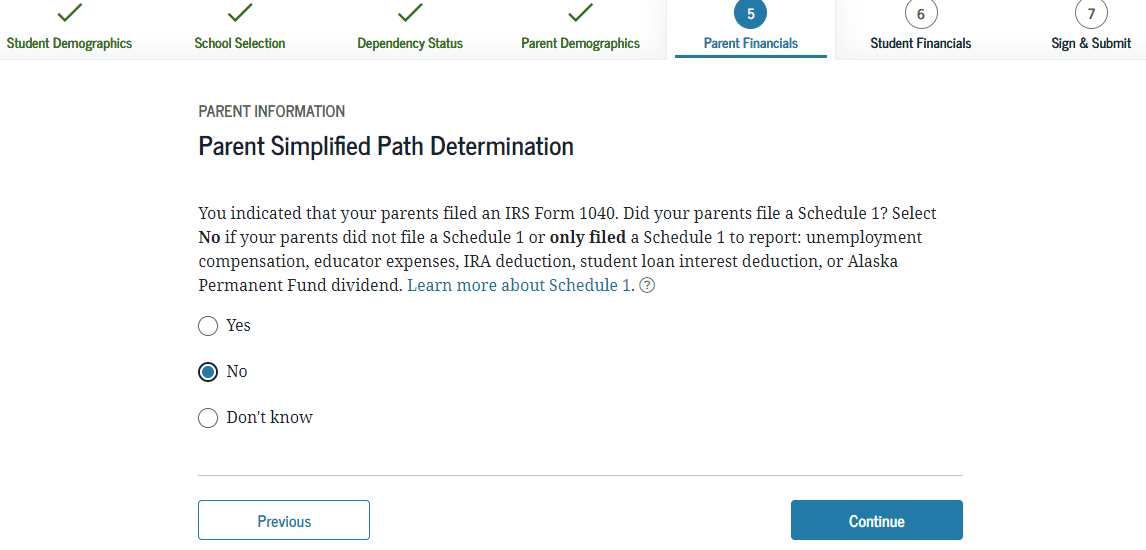 Student Demographics
School Selection
Dependency Status
Parent Demographics
5
Parent Financials
6
Student Financials
7
Sign & Submit
PARENT INFORMATION
Parent Simplified Path Determination
You indicated that your parents filed an IRS Form 1040. Did your parents file a Schedule 1? Select
No if your parents did not file a Schedule 1 or only filed a Schedule 1 to report: unemployment
compensation, educator expenses, IRA deduction, student loan interest deduction, or Alaska
Permanent Fund dividend. Learn more about Schedule 1. ?
Yes
No
Don't know
Previous
Continue